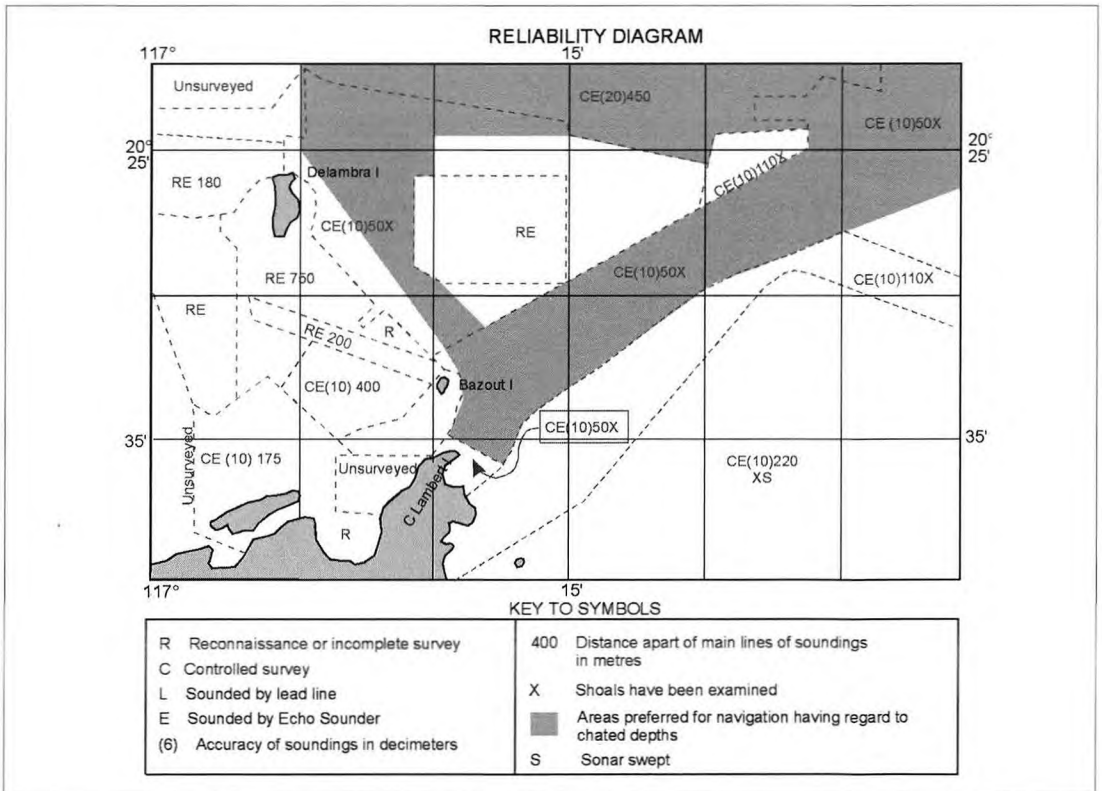 RELIABILITY DIAGRAM
117°
15'
Unsurveyed
CE(20)450
CE (10)50X
20°
25'
20°
25'
Delambra I
CE(10)110X
RE 180
CE(10)50X
RE
CE(10)50X
RE 750
CE(10)110X
RE
RE 200
R
CE(10) 400
Bazout I
CE(10)50X
35'
35'
Unsurveyed
CE (10) 175
Unsurveyed
C Lambert I
CE(10)220
XS
R
117°
15'
KEY TO SYMBOLS
R Reconnaissance or incomplete survey
C Controlled survey
L Sounded by lead line
E Sounded by Echo Sounder
(6) Accuracy of soundings in decimeters
400 Distance apart of main lines of soundings
in metres
X Shoals have been examined
Areas preferred for navigation having regard to
chated depths
S Sonar swept